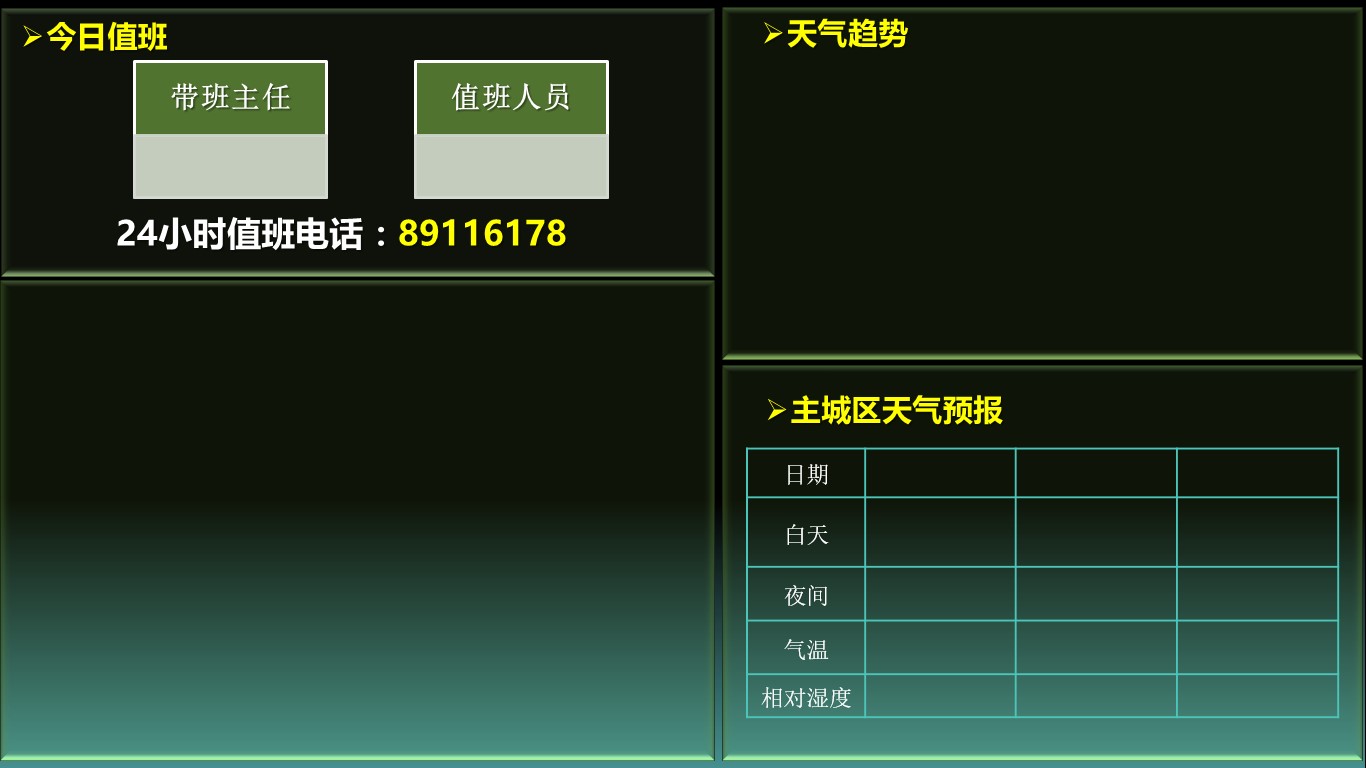 今日值班
带班主任
值班人员
24小时值班电话：89116178
天气趋势
主城区天气预报
日期
白天
夜间
气温
相对湿度